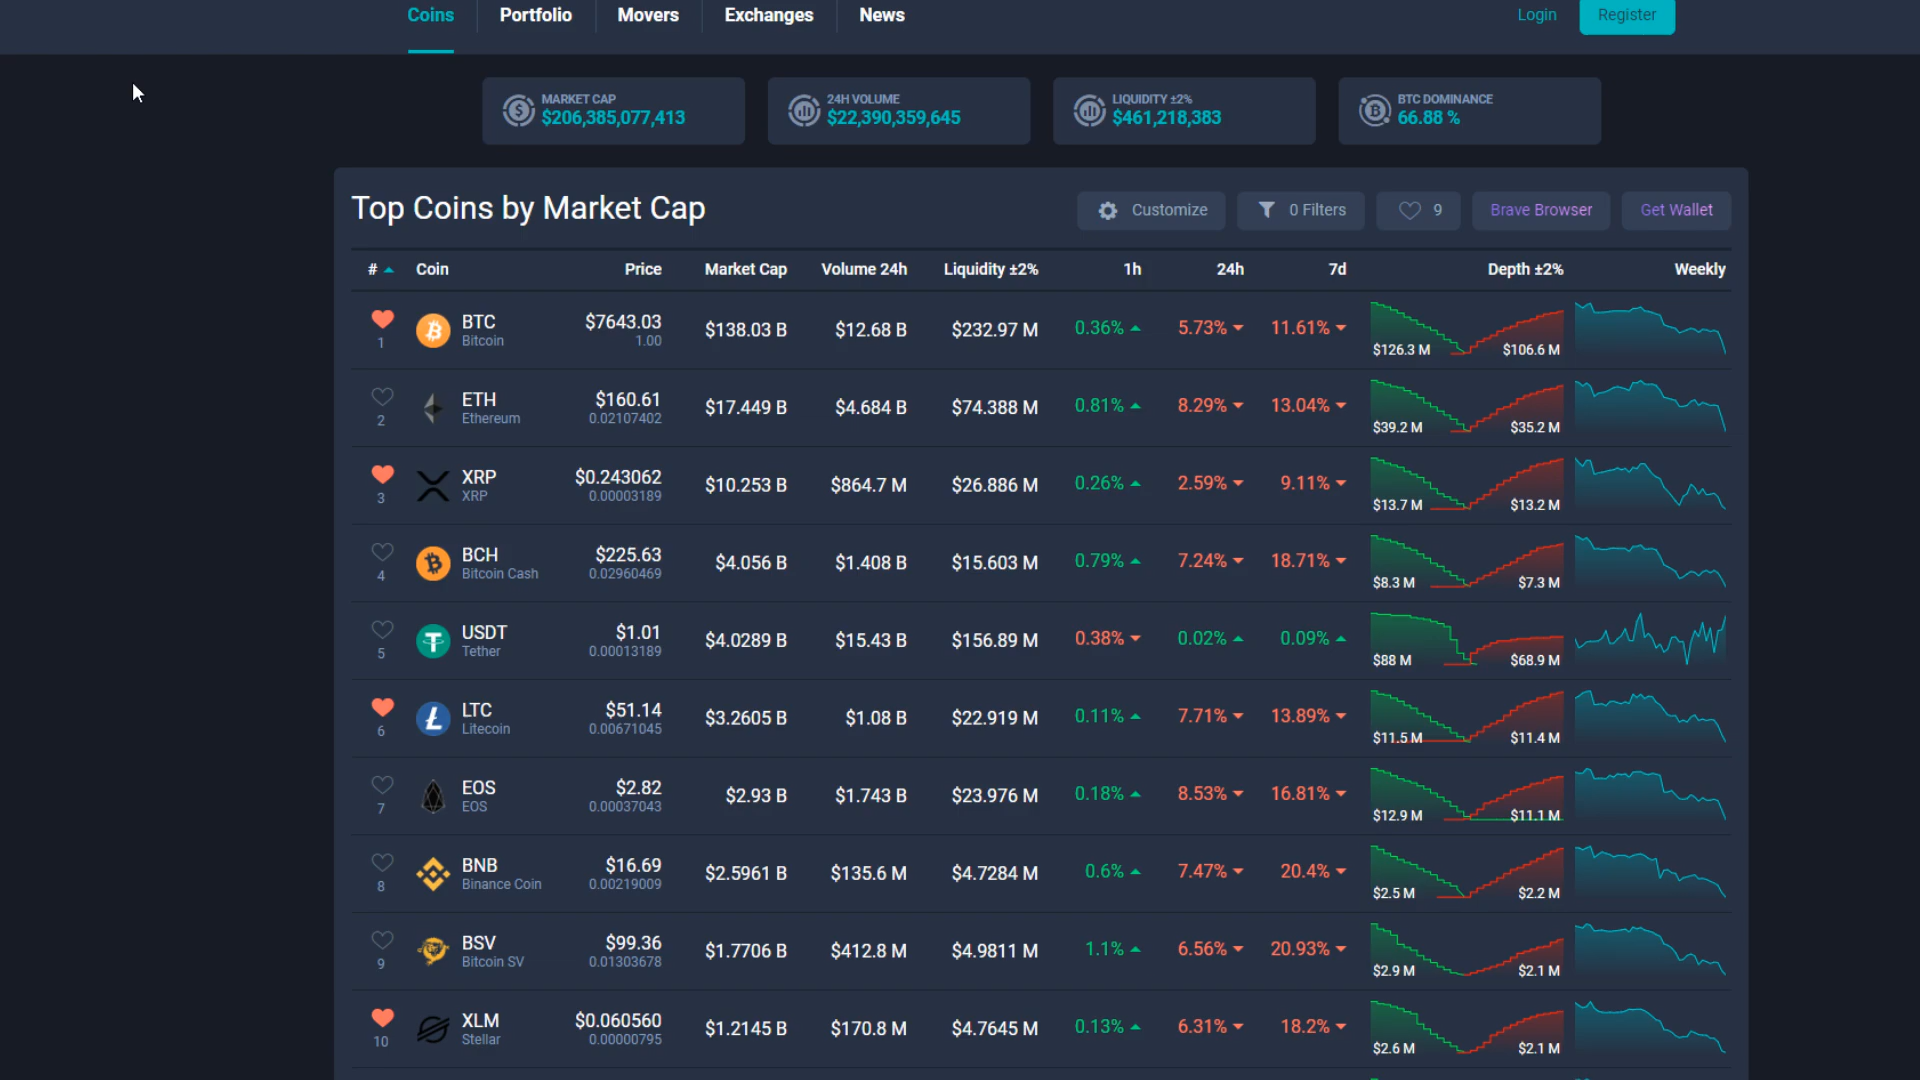 Coins Portfolio Movers Exchanges News Login Register
MARKET CAP
$206,385,077,413
24H VOLUME
$22,390,359,645
LIQUIDITY ±2%
$461,218,383
BTC DOMINANCE
66.88 %
Top Coins by Market Cap
Customize 0 Filters 9 Brave Browser Get Wallet
# Coin Price Market Cap Volume 24h Liquidity ±2% 1h 24h 7d Depth ±2% Weekly
BTC $7643.03 $138.03 B $12.68 B $232.97 M 0.36% 5.73% 11.61%
1 Bitcoin 1.00 $126.3 M $106.6 M
ETH $160.61 $17.449 B $4.684 B $74.388 M 0.81% 8.29% 13.04%
2 Ethereum 0.02107402 $39.2 M $35.2 M
XRP $0.243062 $10.253 B $864.7 M $26.886 M 0.26% 2.59% 9.11%
3 XRP 0.00003189 $13.7 M $13.2 M
BCH $225.63 $4.056 B $1.408 B $15.603 M 0.79% 7.24% 18.71%
4 Bitcoin Cash 0.02960469 $8.3 M $7.3 M
USDT $1.01 $4.0289 B $15.43 B $156.89 M 0.38% 0.02% 0.09%
5 Tether 0.00013189 $88 M $68.9 M
LTC $51.14 $3.2605 B $1.08 B $22.919 M 0.11% 7.71% 13.89%
6 Litecoin 0.00671045 $11.5 M $11.4 M
EOS $2.82 $2.93 B $1.743 B $23.976 M 0.18% 8.53% 16.81%
7 EOS 0.00037043 $12.9 M $11.1 M
BNB $16.69 $2.5961 B $135.6 M $4.7284 M 0.6% 7.47% 20.4%
8 Binance Coin 0.00219009 $2.5 M $2.2 M
BSV $99.36 $1.7706 B $412.8 M $4.9811 M 1.1% 6.56% 20.93%
9 Bitcoin SV 0.01303678 $2.9 M $2.1 M
XLM $0.060560 $1.2145 B $170.8 M $4.7645 M 0.13% 6.31% 18.2%
10 Stellar 0.00000795 $2.6 M $2.1 M